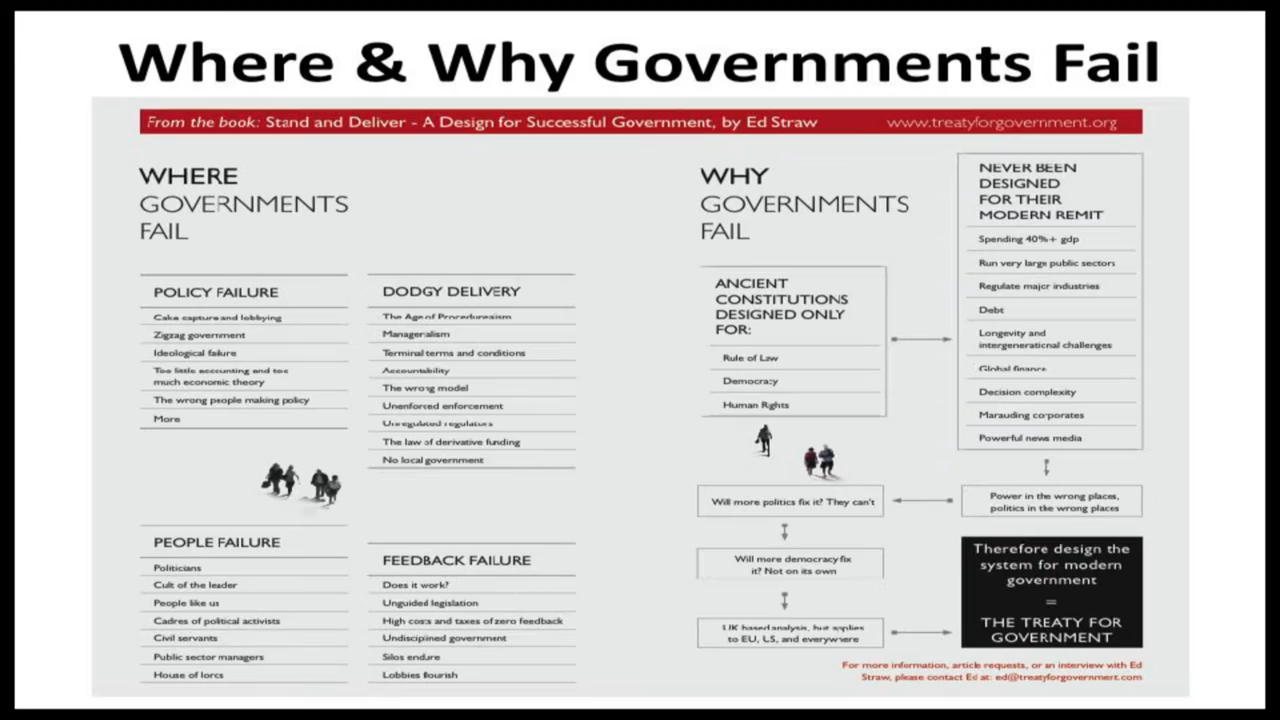 Where & Why Governments Fail
From the book: Stand and Deliver - A Design for Successful Government, by Ed Straw
www.treatyforgovernment.org
WHERE
GOVERNMENTS
FAIL
POLICY FAILURE
Cake capture and lobbying
Zigzag government
Ideological failure
Too little accounting and too
much economic theory
The wrong people making policy
More
DODGY DELIVERY
The Age of Proceduralism
Managerialism
Terminal terms and conditions
Accountability
The wrong model
Unenforced enforcement
Unregulated regulators
The law of derivative funding
No local government
PEOPLE FAILURE
Politicians
Cult of the leader
People like us
Cadres of political activists
Civil servants
Public sector managers
House of lords
FEEDBACK FAILURE
Does it work?
Unguided legislation
High costs and taxes of zero feedback
Undisciplined government
Silos endure
Lobbies flourish
WHY
GOVERNMENTS
FAIL
ANCIENT
CONSTITUTIONS
DESIGNED ONLY
FOR:
Rule of Law
Democracy
Human Rights
NEVER BEEN
DESIGNED
FOR THEIR
MODERN REMIT
Spending 40%+ gdp
Run very large public sectors
Regulate major industries
Debt
Longevity and
intergenerational challenges
Global finance
Decision complexity
Marauding corporates
Powerful news media
Power in the wrong places,
politics in the wrong places
Will more politics fix it? They can't
Will more democracy fix
it? Not on its own
UK based analysis, but applies
to EU, US, and everywhere
Therefore design the
system for modern
government
=
THE TREATY FOR
GOVERNMENT
For more information, article requests, or an interview with Ed
Straw, please contact Ed at: ed@treatyforgovernment.com